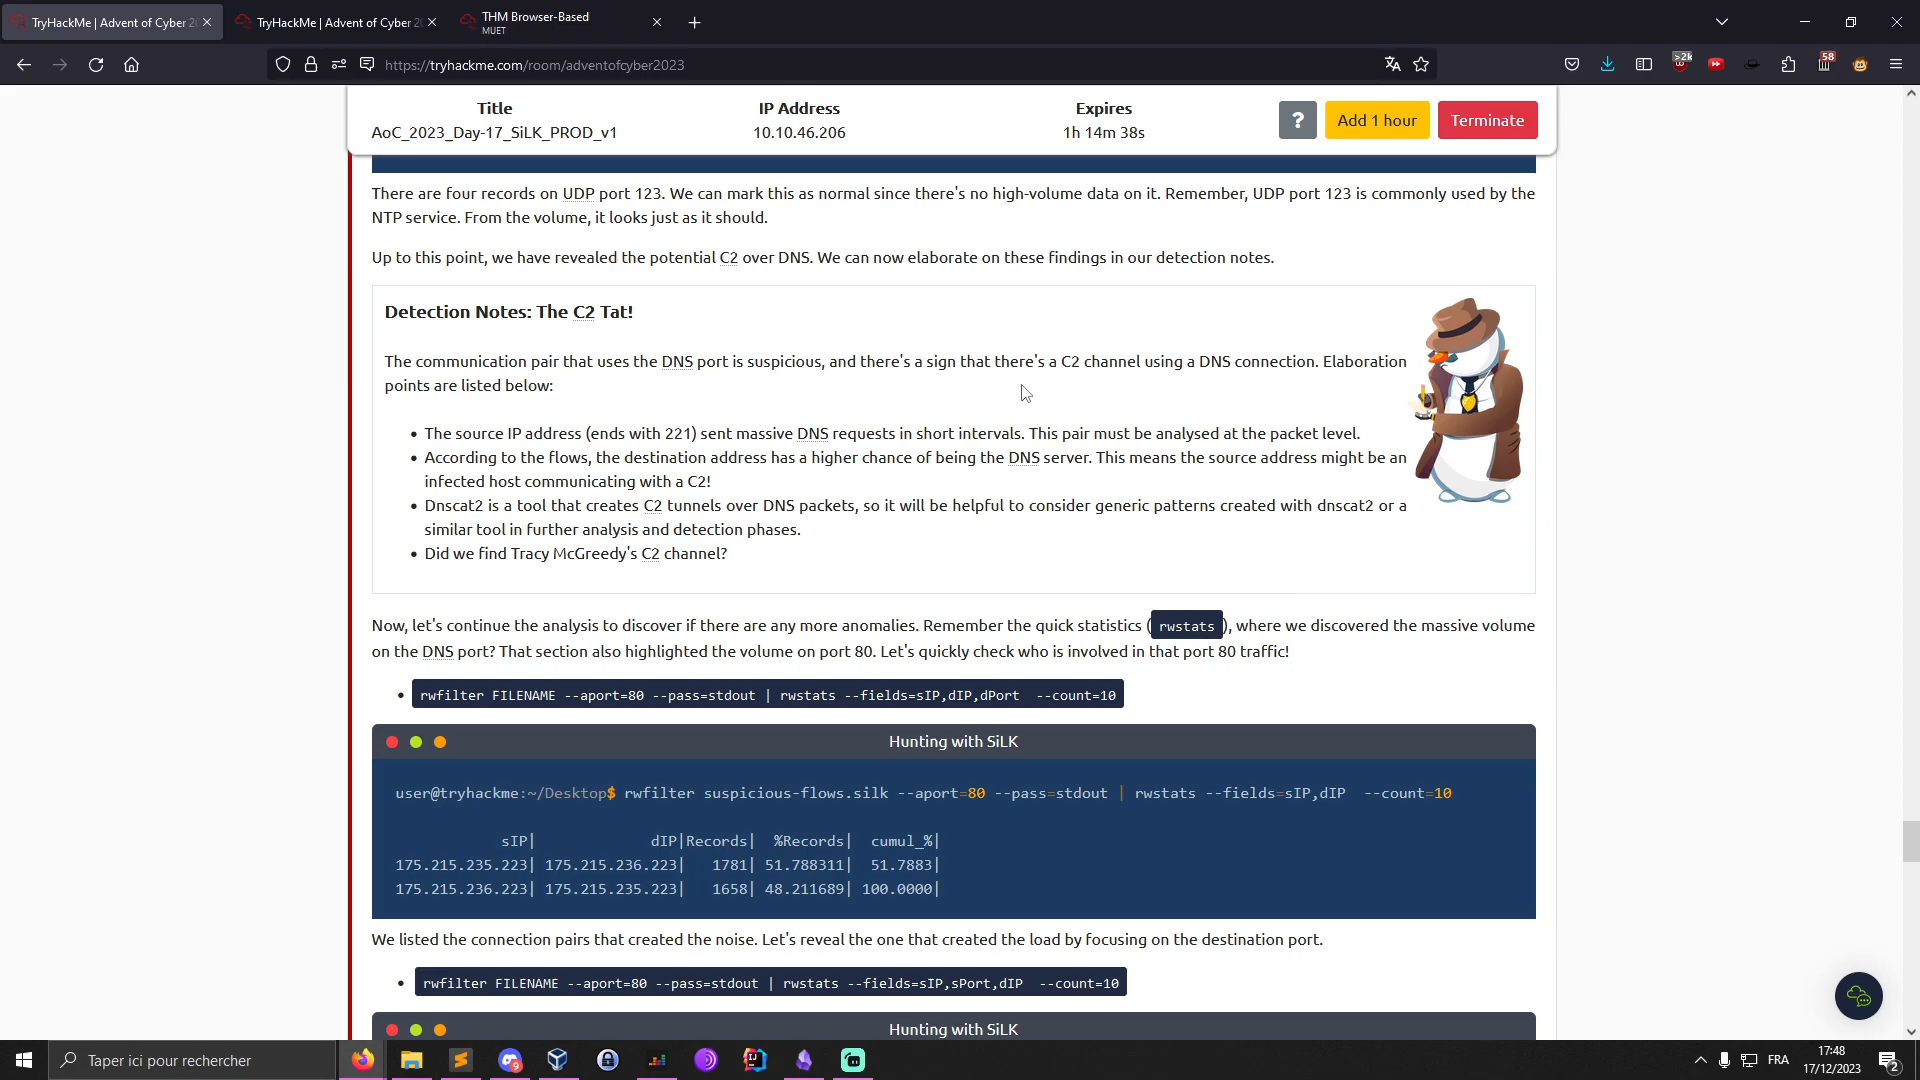 TryHackMe | Advent of Cyber 20
TryHackMe | Advent of Cyber 2
THM Browser-Based
MUET
https://tryhackme.com/room/adventofcyber2023
>2k
58
Title
IP Address
Expires
AoC_2023_Day-17_SiLK_PROD_v1
10.10.46.206
1h 14m 38s
?
Add 1 hour
Terminate
There are four records on UDP port 123. We can mark this as normal since there's no high-volume data on it. Remember, UDP port 123 is commonly used by the
NTP service. From the volume, it looks just as it should.
Up to this point, we have revealed the potential C2 over DNS. We can now elaborate on these findings in our detection notes.
Detection Notes: The C2 Tat!
The communication pair that uses the DNS port is suspicious, and there's a sign that there's a C2 channel using a DNS connection. Elaboration
points are listed below:
• The source IP address (ends with 221) sent massive DNS requests in short intervals. This pair must be analysed at the packet level.
• According to the flows, the destination address has a higher chance of being the DNS server. This means the source address might be an
infected host communicating with a C2!
• Dnscat2 is a tool that creates C2 tunnels over DNS packets, so it will be helpful to consider generic patterns created with dnscat2 or a
similar tool in further analysis and detection phases.
• Did we find Tracy McGreedy's C2 channel?
Now, let's continue the analysis to discover if there are any more anomalies. Remember the quick statistics (rwstats), where we discovered the massive volume
on the DNS port? That section also highlighted the volume on port 80. Let's quickly check who is involved in that port 80 traffic!
• rwfilter FILENAME --aport=80 --pass=stdout | rwstats --fields=sIP,dIP,dPort  --count=10
Hunting with SiLK
user@tryhackme:~/Desktop$ rwfilter suspicious-flows.silk --aport=80 --pass=stdout | rwstats --fields=sIP,dIP  --count=10
sIP|            dIP|Records|  %Records|  cumul_%|
175.215.235.223| 175.215.236.223|   1781| 51.788311|  51.7883|
175.215.236.223| 175.215.235.223|   1658| 48.211689| 100.0000|
We listed the connection pairs that created the noise. Let's reveal the one that created the load by focusing on the destination port.
• rwfilter FILENAME --aport=80 --pass=stdout | rwstats --fields=sIP,sPort,dIP  --count=10
Hunting with SiLK
Taper ici pour rechercher
9
FRA
17:48
17/12/2023
2